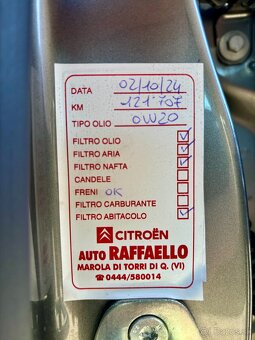 DATA 02/10/24
KM 121'707
TIPO OLIO 0W20
FILTRO OLIO
FILTRO ARIA
FILTRO NAFTA
CANDELE
FRENI OK
FILTRO CARBURANTE
FILTRO ABITACOLO
CITROËN
AUTO RAFFAELLO
MAROLA DI TORRI DI Q. (VI)
☎ 0444/580014